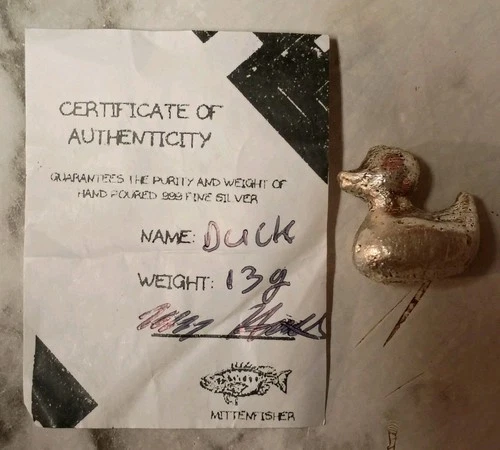 CERTIFICATE OF
AUTHENTICITY
GUARANTEES THE PURITY AND WEIGHT OF
HAND POURED 999 FINE SILVER
NAME: Duck
WEIGHT: 13g
MITTENFISHER